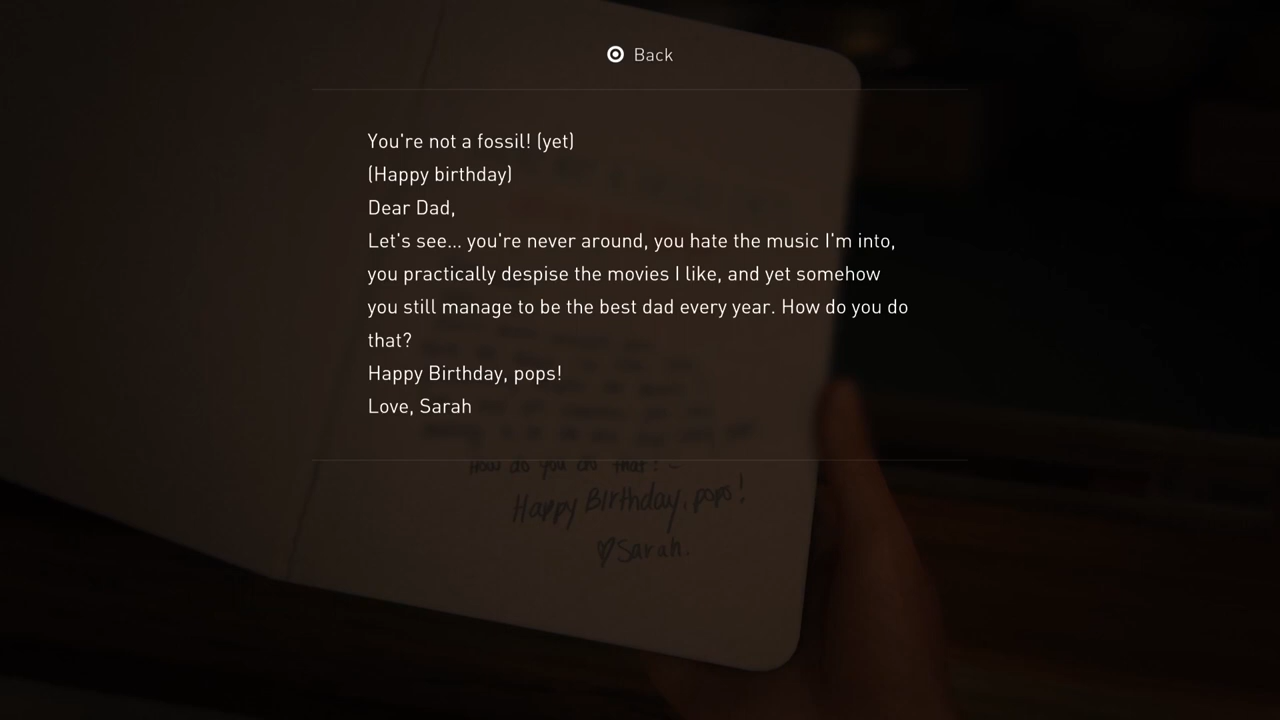 Back
You're not a fossil! (yet)
(Happy birthday)
Dear Dad,
Let's see... you're never around, you hate the music I'm into,
you practically despise the movies I like, and yet somehow
you still manage to be the best dad every year. How do you do
that?
Happy Birthday, pops!
Love, Sarah
How do you do that? ~
Happy Birthday, pops!
♡Sarah.